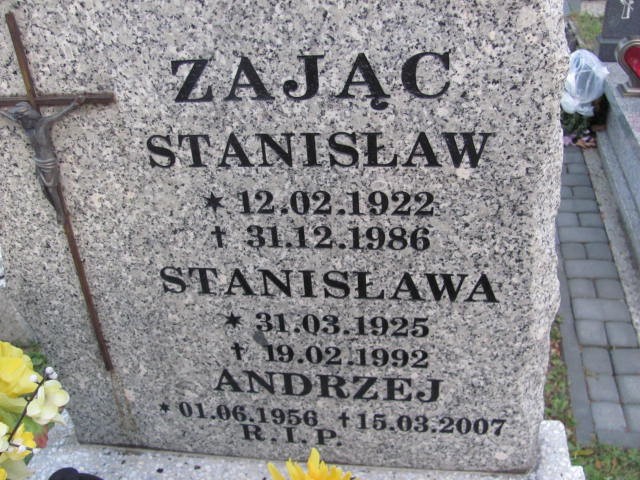 ZAJĄC
STANISŁAW
★ 12.02.1922
† 31.12.1986
STANISŁAWA
★ 31.03.1925
† 19.02.1992
ANDRZEJ
★ 01.06.1956 † 15.03.2007
R.I.P.